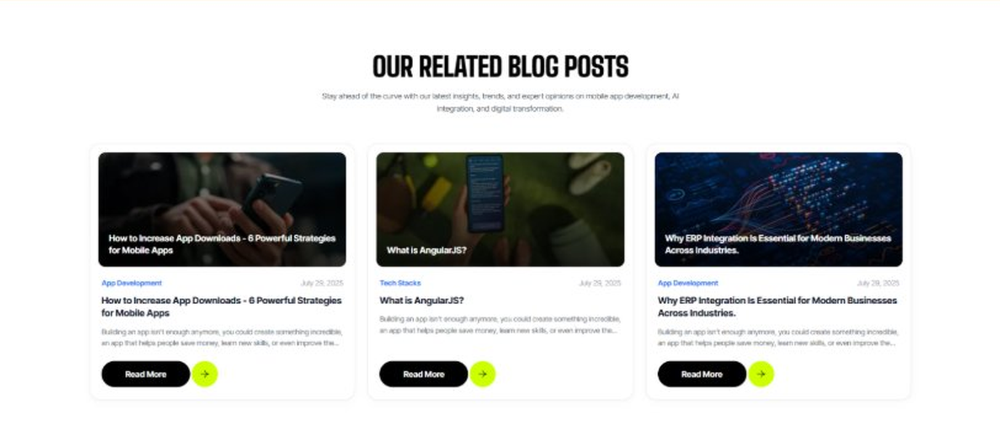 OUR RELATED BLOG POSTS
Stay ahead of the curve with our latest insights, trends, and expert opinions on mobile app development, AI
integration, and digital transformation.
How to Increase App Downloads - 6 Powerful Strategies
for Mobile Apps
App Development
July 29, 2025
How to Increase App Downloads - 6 Powerful Strategies
for Mobile Apps
Building an app isn't enough anymore, you could create something incredible,
an app that helps people save money, learn new skills, or even improve the...
Read More
What is AngularJS?
Tech Stacks
July 29, 2025
What is AngularJS?
Building an app isn't enough anymore, you could create something incredible,
an app that helps people save money, learn new skills, or even improve the...
Read More
Why ERP Integration Is Essential for Modern Businesses
Across Industries.
App Development
July 29, 2025
Why ERP Integration Is Essential for Modern Businesses
Across Industries.
Building an app isn't enough anymore, you could create something incredible,
an app that helps people save money, learn new skills, or even improve the...
Read More